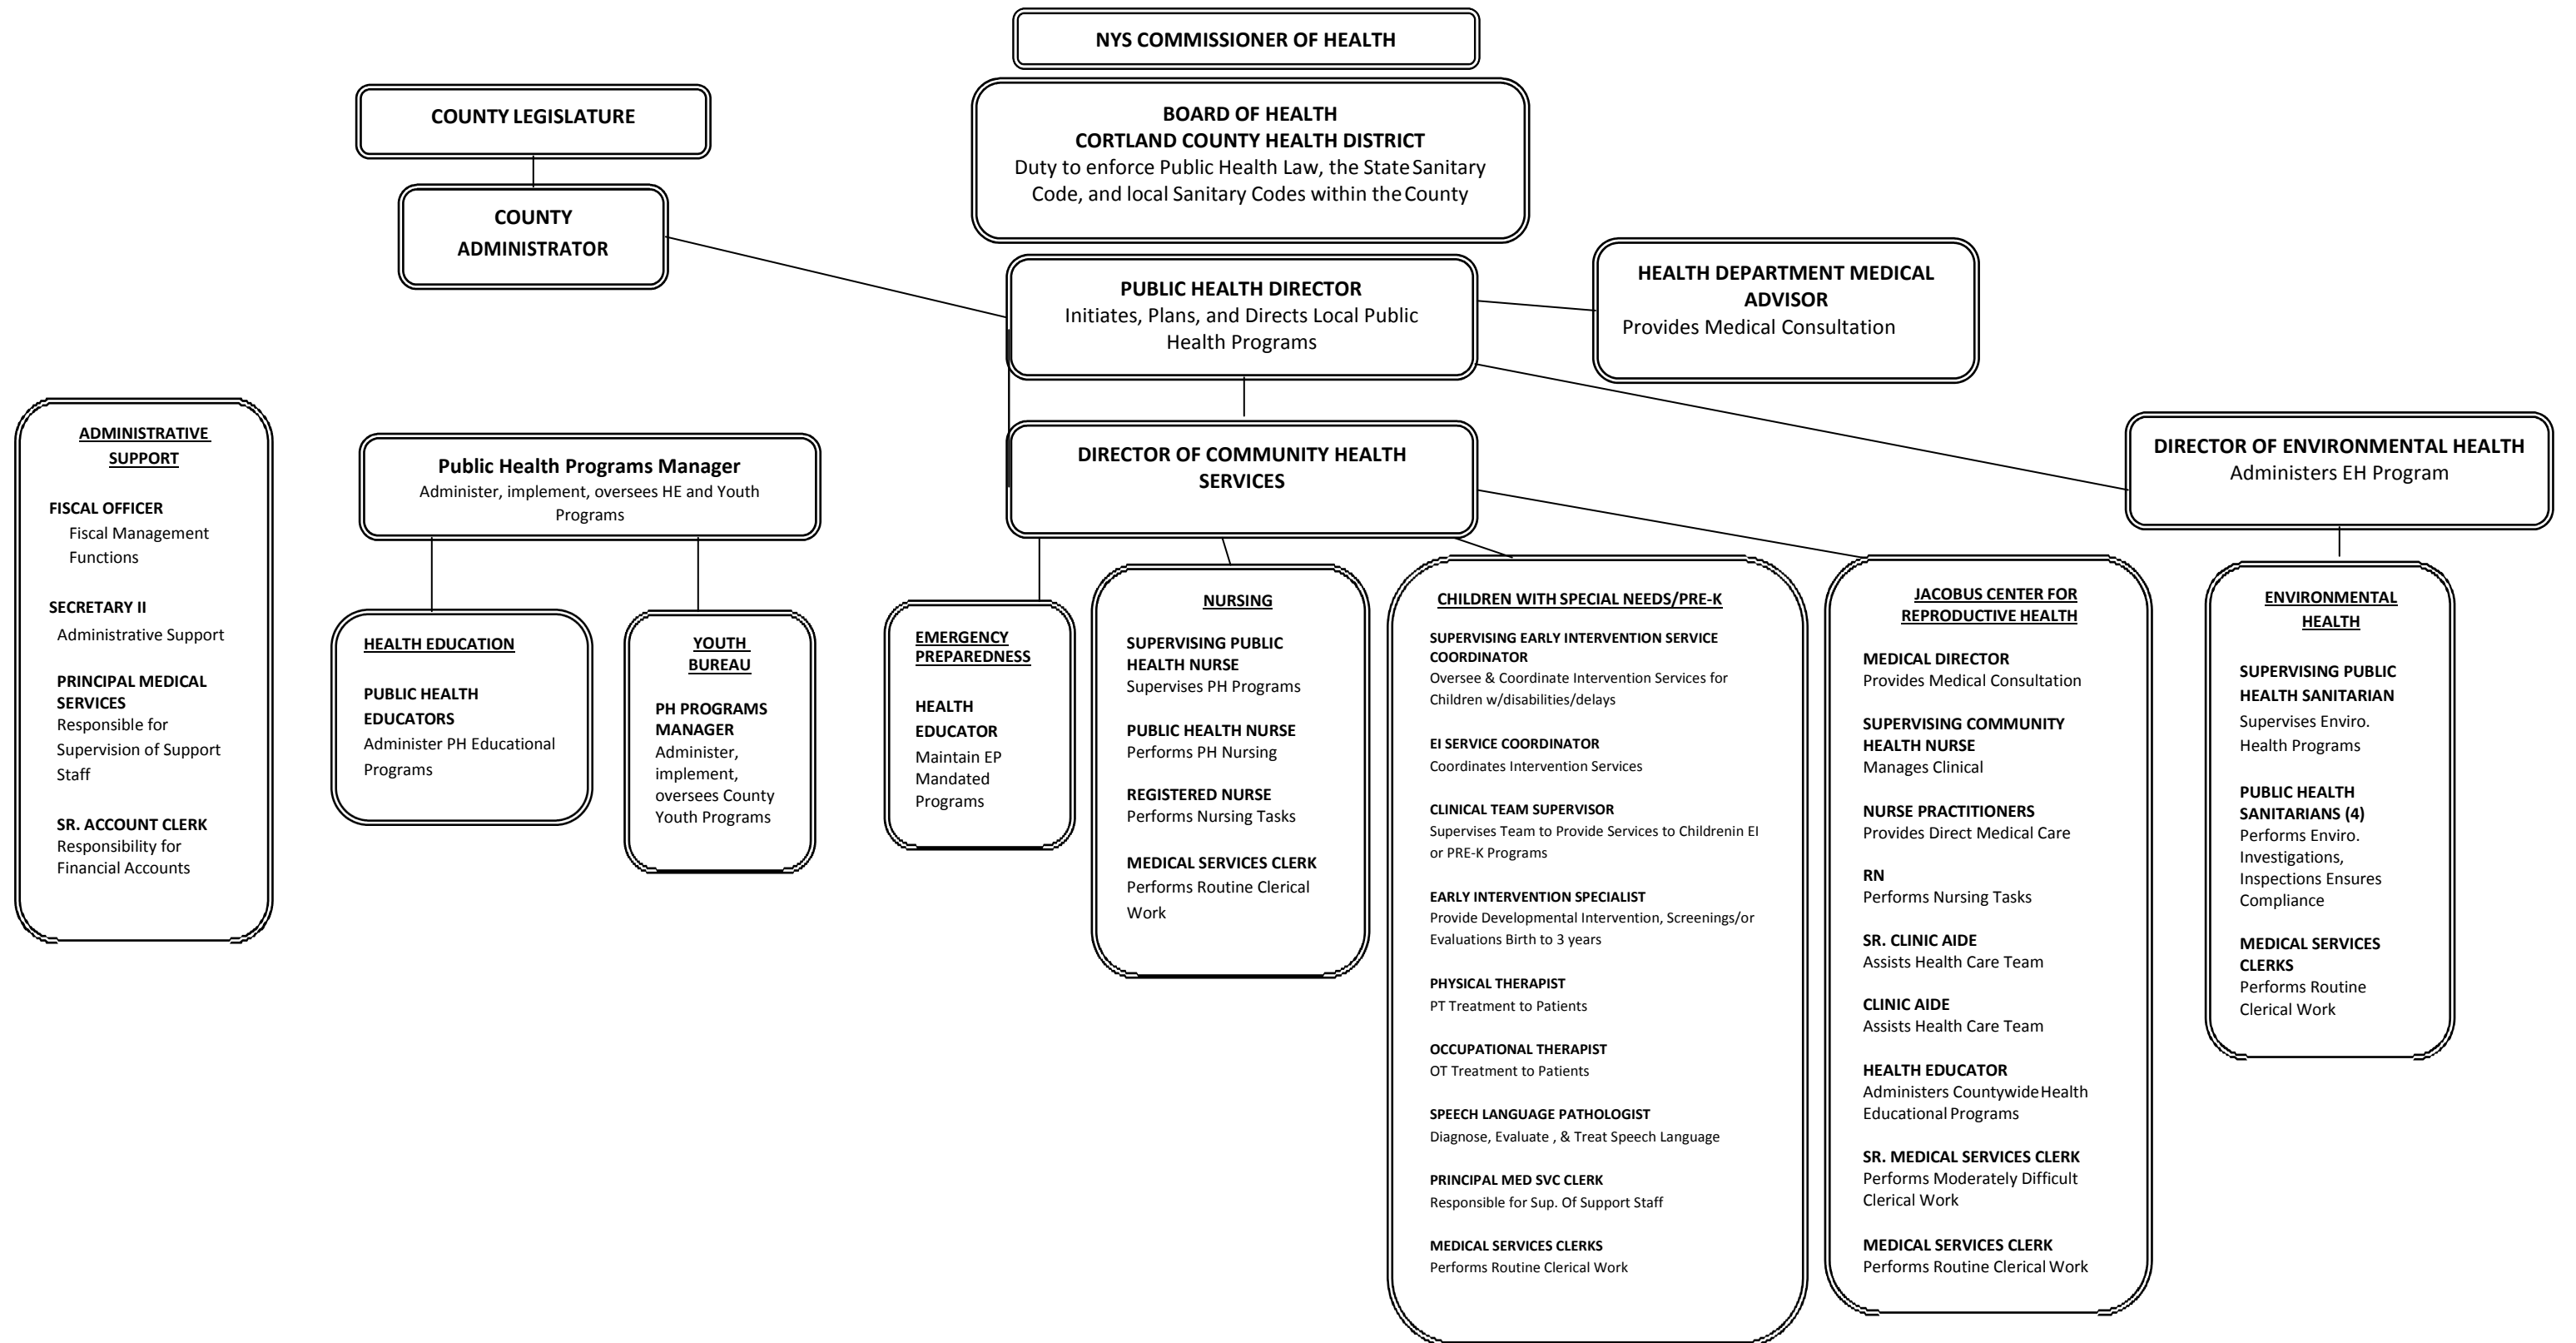 NYS COMMISSIONER OF HEALTH
COUNTY LEGISLATURE
BOARD OF HEALTH
CORTLAND COUNTY HEALTH DISTRICT
Duty to enforce Public Health Law, the State Sanitary
Code, and local Sanitary Codes within the County
COUNTY
ADMINISTRATOR
PUBLIC HEALTH DIRECTOR
Initiates, Plans, and Directs Local Public
Health Programs
HEALTH DEPARTMENT MEDICAL
ADVISOR
Provides Medical Consultation
ADMINISTRATIVE
SUPPORT
FISCAL OFFICER
Fiscal Management
Functions
SECRETARY II
Administrative Support
PRINCIPAL MEDICAL
SERVICES
Responsible for
Supervision of Support
Staff
SR. ACCOUNT CLERK
Responsibility for
Financial Accounts
Public Health Programs Manager
Administer, implement, oversees HE and Youth
Programs
DIRECTOR OF COMMUNITY HEALTH
SERVICES
DIRECTOR OF ENVIRONMENTAL HEALTH
Administers EH Program
HEALTH EDUCATION
PUBLIC HEALTH
EDUCATORS
Administer PH Educational
Programs
YOUTH
BUREAU
PH PROGRAMS
MANAGER
Administer,
implement,
oversees County
Youth Programs
EMERGENCY
PREPAREDNESS
HEALTH
EDUCATOR
Maintain EP
Mandated
Programs
NURSING
SUPERVISING PUBLIC
HEALTH NURSE
Supervises PH Programs
PUBLIC HEALTH NURSE
Performs PH Nursing
REGISTERED NURSE
Performs Nursing Tasks
MEDICAL SERVICES CLERK
Performs Routine Clerical
Work
CHILDREN WITH SPECIAL NEEDS/PRE-K
SUPERVISING EARLY INTERVENTION SERVICE
COORDINATOR
Oversee & Coordinate Intervention Services for
Children w/disabilities/delays
EI SERVICE COORDINATOR
Coordinates Intervention Services
CLINICAL TEAM SUPERVISOR
Supervises Team to Provide Services to Childrenin EI
or PRE-K Programs
EARLY INTERVENTION SPECIALIST
Provide Developmental Intervention, Screenings/or
Evaluations Birth to 3 years
PHYSICAL THERAPIST
PT Treatment to Patients
OCCUPATIONAL THERAPIST
OT Treatment to Patients
SPEECH LANGUAGE PATHOLOGIST
Diagnose, Evaluate , & Treat Speech Language
PRINCIPAL MED SVC CLERK
Responsible for Sup. Of Support Staff
MEDICAL SERVICES CLERKS
Performs Routine Clerical Work
JACOBUS CENTER FOR
REPRODUCTIVE HEALTH
MEDICAL DIRECTOR
Provides Medical Consultation
SUPERVISING COMMUNITY
HEALTH NURSE
Manages Clinical
NURSE PRACTITIONERS
Provides Direct Medical Care
RN
Performs Nursing Tasks
SR. CLINIC AIDE
Assists Health Care Team
CLINIC AIDE
Assists Health Care Team
HEALTH EDUCATOR
Administers Countywide Health
Educational Programs
SR. MEDICAL SERVICES CLERK
Performs Moderately Difficult
Clerical Work
MEDICAL SERVICES CLERK
Performs Routine Clerical Work
ENVIRONMENTAL
HEALTH
SUPERVISING PUBLIC
HEALTH SANITARIAN
Supervises Enviro.
Health Programs
PUBLIC HEALTH
SANITARIANS (4)
Performs Enviro.
Investigations,
Inspections Ensures
Compliance
MEDICAL SERVICES
CLERKS
Performs Routine
Clerical Work